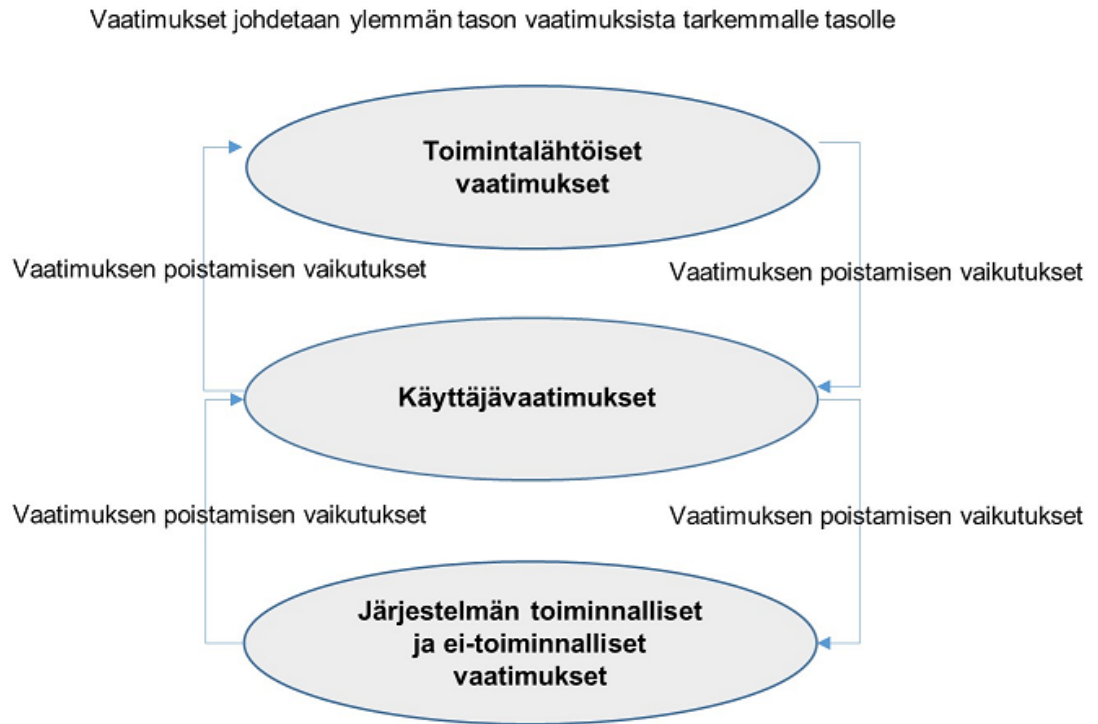 Vaatimukset johdetaan ylemmän tason vaatimuksista tarkemmalle tasolle
Toimintalähtöiset
vaatimukset
Vaatimuksen poistamisen vaikutukset
Vaatimuksen poistamisen vaikutukset
Käyttäjävaatimukset
Vaatimuksen poistamisen vaikutukset
Vaatimuksen poistamisen vaikutukset
Järjestelmän toiminnalliset
ja ei-toiminnalliset
vaatimukset